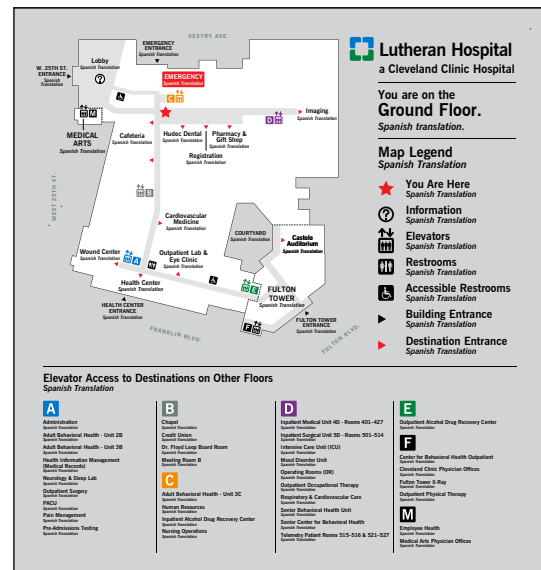 VESTRY AVE.
EMERGENCY
ENTRANCE
Spanish Translation
Lobby
Spanish Translation
W. 25TH ST.
ENTRANCE
Spanish
Translation
EMERGENCY
Spanish Translation
C
D
Imaging
Spanish Translation
M
MEDICAL
ARTS
Spanish Translation
Cafeteria
Spanish Translation
Hudec Dental
Spanish Translation
Pharmacy &
Gift Shop
Spanish Translation
Registration
Spanish Translation
WEST 25TH ST.
B
Cardiovascular
Medicine
Spanish Translation
COURTYARD
Spanish Translation
Castele
Auditorium
Spanish Translation
Wound Center
Spanish Translation
A
Outpatient Lab &
Eye Clinic
Spanish Translation
Health Center
Spanish Translation
E
FULTON
TOWER
Spanish Translation
HEALTH CENTER
ENTRANCE
Spanish Translation
F
FULTON TOWER
ENTRANCE
Spanish Translation
FRANKLIN BLVD.
FULTON BLVD.
Lutheran Hospital
a Cleveland Clinic Hospital
You are on the
Ground Floor.
Spanish translation.
Map Legend
Spanish Translation
You Are Here
Spanish Translation
?
Information
Spanish Translation
Elevators
Spanish Translation
Restrooms
Spanish Translation
Accessible Restrooms
Spanish Translation
Building Entrance
Spanish Translation
Destination Entrance
Spanish Translation
Elevator Access to Destinations on Other Floors
Spanish Translation
A
Administration
Spanish Translation
Adult Behavioral Health - Unit 2B
Spanish Translation
Adult Behavioral Health - Unit 3B
Spanish Translation
Health Information Management
(Medical Records)
Spanish Translation
Neurology & Sleep Lab
Spanish Translation
Outpatient Surgery
Spanish Translation
PACU
Spanish Translation
Pain Management
Spanish Translation
Pre-Admissions Testing
Spanish Translation
B
Chapel
Spanish Translation
Credit Union
Spanish Translation
Dr. Floyd Loop Board Room
Spanish Translation
Meeting Room B
Spanish Translation
C
Adult Behavioral Health - Unit 3C
Spanish Translation
Human Resources
Spanish Translation
Inpatient Alcohol Drug Recovery Center
Spanish Translation
Nursing Operations
Spanish Translation
D
Inpatient Medical Unit 4D - Rooms 401–427
Spanish Translation
Inpatient Surgical Unit 5D - Rooms 501–514
Spanish Translation
Intensive Care Unit (ICU)
Spanish Translation
Mood Disorder Unit
Spanish Translation
Operating Rooms (OR)
Spanish Translation
Outpatient Occupational Therapy
Spanish Translation
Respiratory & Cardiovascular Care
Spanish Translation
Senior Behavioral Health Unit
Spanish Translation
Senior Center for Behavioral Health
Spanish Translation
Telemetry Patient Rooms 515–516 & 521–527
Spanish Translation
E
Outpatient Alcohol Drug Recovery Center
Spanish Translation
F
Center for Behavioral Health Outpatient
Spanish Translation
Cleveland Clinic Physician Offices
Spanish Translation
Fulton Tower X-Ray
Spanish Translation
Outpatient Physical Therapy
Spanish Translation
M
Employee Health
Spanish Translation
Medical Arts Physician Offices
Spanish Translation